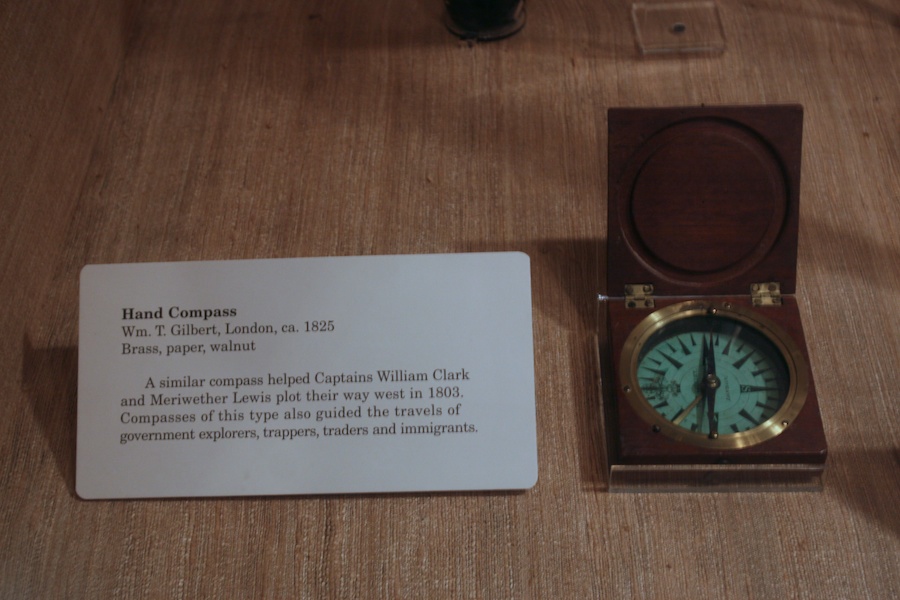 Hand Compass
Wm. T. Gilbert, London, ca. 1825
Brass, paper, walnut
A similar compass helped Captains William Clark
and Meriwether Lewis plot their way west in 1803.
Compasses of this type also guided the travels of
government explorers, trappers, traders and immigrants.